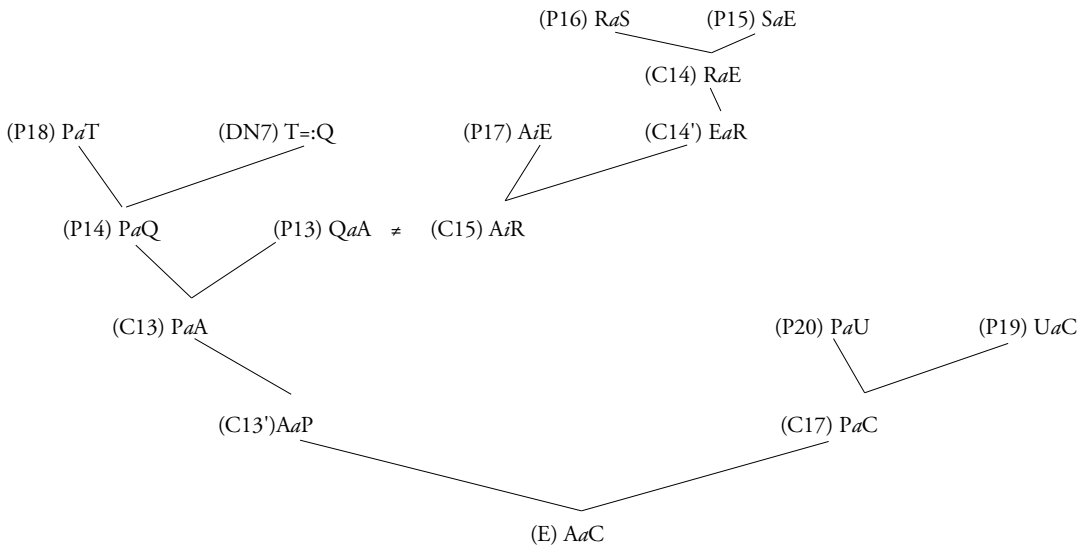 (P16) RaS (P15) SaE
(C14) RaE
(P18) PaT (DN7) T=:Q (P17) AiE (C14') EaR
(P14) PaQ (P13) QaA ≠ (C15) AiR
(C13) PaA (P20) PaU (P19) UaC
(C13')AaP (C17) PaC
(E) AaC